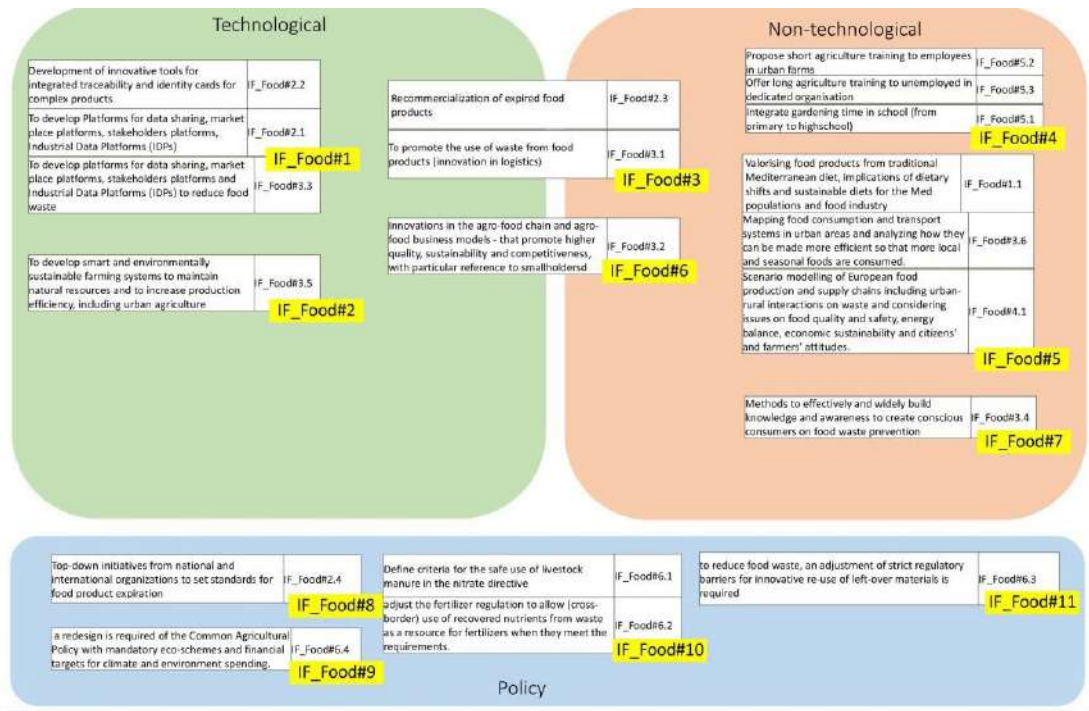 Technological
Non-technological
Development of innovative tools for
integrated traceability and identity cards for
complex products
IF_Food#2.2
To develop Platforms for data sharing, market
place platforms, stakeholders platforms,
Industrial Data Platforms (IDPs)
IF_Food#2.1
IF_Food#1
To develop platforms for data sharing, market
place platforms, stakeholders platforms and
Industrial Data Platforms (IDPs) to reduce food
waste
IF_Food#3.3
To develop smart and environmentally
sustainable farming systems to maintain
natural resources and to increase production
efficiency, including urban agriculture
IF_Food#3.5
IF_Food#2
Recommercialization of expired food
products
IF_Food#2.3
To promote the use of waste from food
products (innovation in logistics)
IF_Food#3.1
IF_Food#3
Innovations in the agro-food chain and agro-
food business models - that promote higher
quality, sustainability and competitiveness,
with particular reference to smallholdersd
IF_Food#3.2
IF_Food#6
Propose short agriculture training to employees
in urban farms
IF_Food#5.2
Offer long agriculture training to unemployed in
dedicated organisation
IF_Food#5.3
Integrate gardening time in school (from
primary to highschool)
IF_Food#5.1
IF_Food#4
Valorising food products from traditional
Mediterranean diet, implications of dietary
shifts and sustainable diets for the Med
populations and food industry
IF_Food#1.1
Mapping food consumption and transport
systems in urban areas and analyzing how they
can be made more efficient so that more local
and seasonal foods are consumed.
IF_Food#3.6
Scenario modelling of European food
production and supply chains including urban-
rural interactions on waste and considering
issues on food quality and safety, energy
balance, economic sustainability and citizens'
and farmers' attitudes.
IF_Food#4.1
IF_Food#5
Methods to effectively and widely build
knowledge and awareness to create conscious
consumers on food waste prevention
IF_Food#3.4
IF_Food#7
Top-down initiatives from national and
international organizations to set standards for
food product expiration
IF_Food#2.4
IF_Food#8
a redesign is required of the Common Agricultural
Policy with mandatory eco-schemes and financial
targets for climate and environment spending.
IF_Food#6.4
IF_Food#9
Define criteria for the safe use of livestock
manure in the nitrate directive
IF_Food#6.1
adjust the fertilizer regulation to allow (cross-
border) use of recovered nutrients from waste
as a resource for fertilizers when they meet the
requirements.
IF_Food#6.2
IF_Food#10
to reduce food waste, an adjustment of strict regulatory
barriers for innovative re-use of left-over materials is
required
IF_Food#6.3
IF_Food#11
Policy